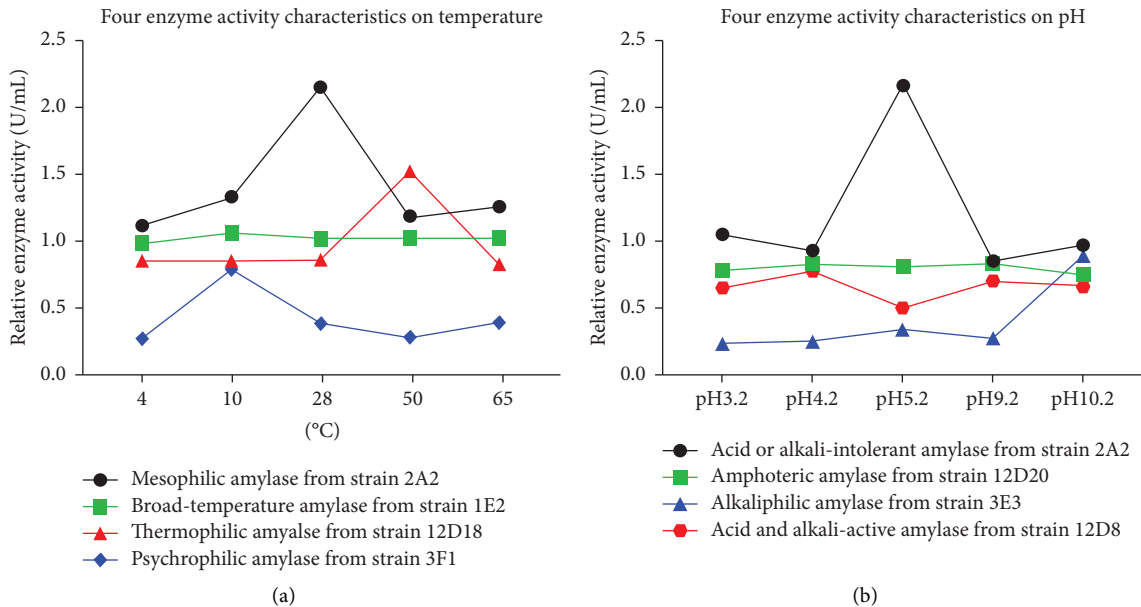 Four enzyme activity characteristics on temperature
2.5
2.0
1.5
1.0
0.5
0.0
Relative enzyme activity (U/mL)
4
10
28
50
65
(°C)
Mesophilic amylase from strain 2A2
Broad-temperature amylase from strain 1E2
Thermophilic amyalse from strain 12D18
Psychrophilic amylase from strain 3F1
(a)
Four enzyme activity characteristics on pH
2.5
2.0
1.5
1.0
0.5
0.0
Relative enzyme activity (U/mL)
pH3.2
pH4.2
pH5.2
pH9.2
pH10.2
Acid or alkali-intolerant amylase from strain 2A2
Amphoteric amylase from strain 12D20
Alkaliphilic amylase from strain 3E3
Acid and alkali-active amylase from strain 12D8
(b)